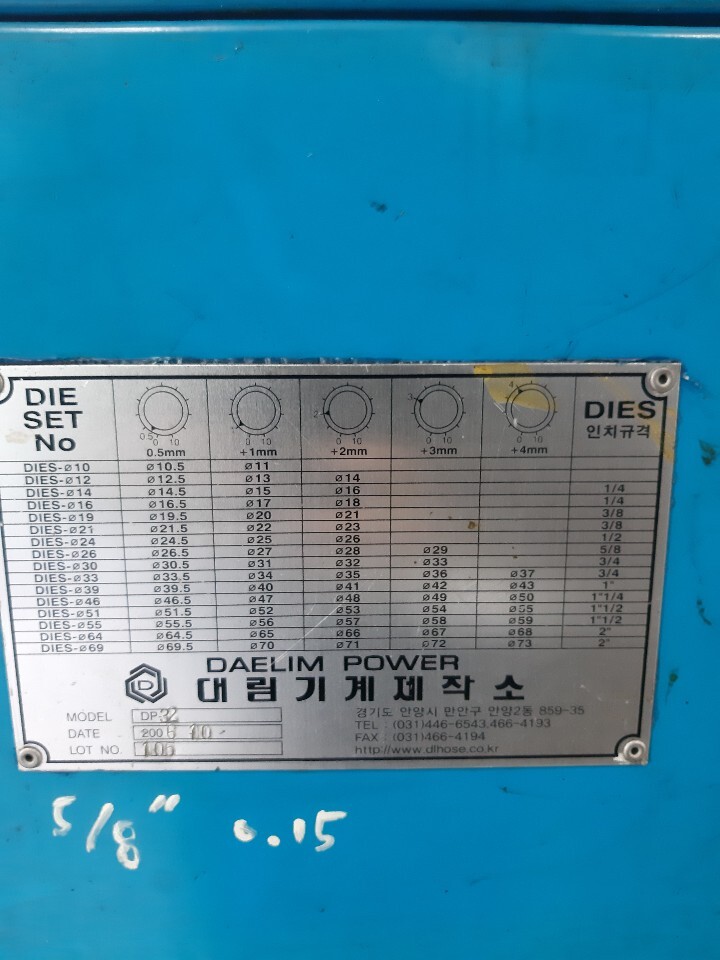 DIE SET No 0.5mm +1mm +2mm +3mm +4mm DIES 인치규격
DIES-ø10 ø10.5 ø11
DIES-ø12 ø12.5 ø13 ø14
DIES-ø14 ø14.5 ø15 ø16 1/4
DIES-ø16 ø16.5 ø17 ø18 1/4
DIES-ø19 ø19.5 ø20 ø21 3/8
DIES-ø21 ø21.5 ø22 ø23 3/8
DIES-ø24 ø24.5 ø25 ø26 1/2
DIES-ø26 ø26.5 ø27 ø28 ø29 5/8
DIES-ø30 ø30.5 ø31 ø32 ø33 3/4
DIES-ø33 ø33.5 ø34 ø35 ø36 ø37 3/4
DIES-ø39 ø39.5 ø40 ø41 ø42 ø43 1"
DIES-ø46 ø46.5 ø47 ø48 ø49 ø50 1"1/4
DIES-ø51 ø51.5 ø52 ø53 ø54 ø55 1"1/2
DIES-ø55 ø55.5 ø56 ø57 ø58 ø59 1"1/2
DIES-ø64 ø64.5 ø65 ø66 ø67 ø68 2"
DIES-ø69 ø69.5 ø70 ø71 ø72 ø73 2"
DAELIM POWER
대림기계제작소
MODEL DP-32
DATE 2005 10
LOT NO. 105
경기도 안양시 만안구 안양2동 859-35
TEL : (031)446-6543,466-4193
FAX : (031)466-4194
http://www.dlhose.co.kr
5/8" 0.15